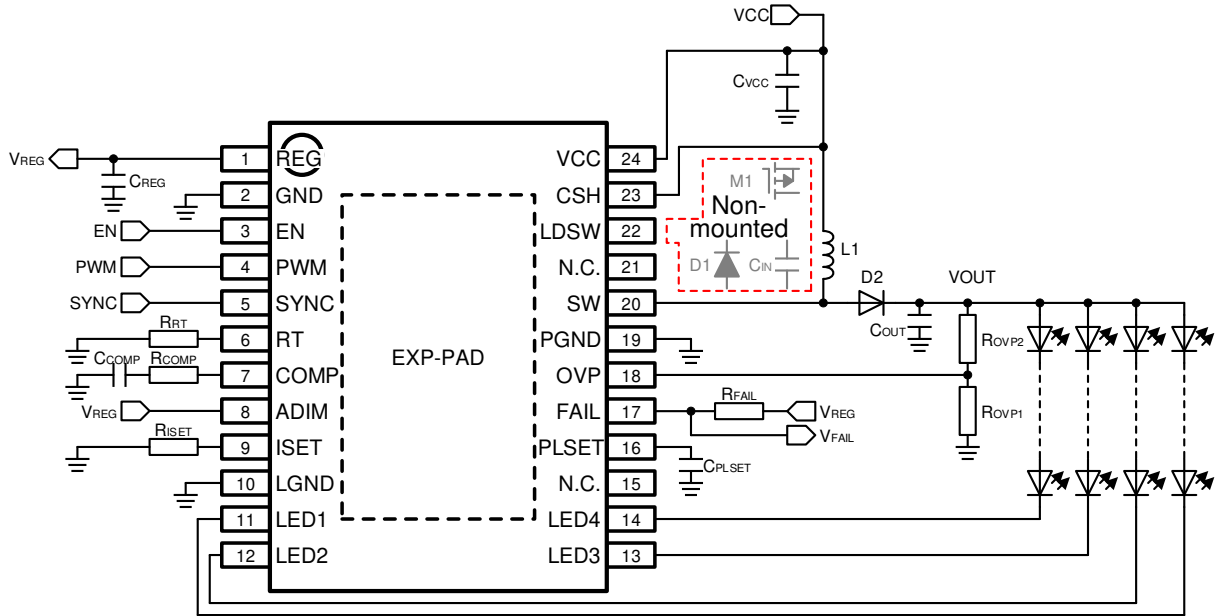 VCC
CVCC
VREG
CREG
1 REG
2 GND
EN
3 EN
PWM
4 PWM
SYNC
5 SYNC
RRT
6 RT
CCOMP RCOMP
7 COMP
VREG
8 ADIM
RISET
9 ISET
10 LGND
11 LED1
12 LED2
EXP-PAD
VCC 24
CSH 23
LDSW 22
N.C. 21
SW 20
PGND 19
OVP 18
FAIL 17
PLSET 16
N.C. 15
LED4 14
LED3 13
M1
Non-
mounted
D1 CIN
L1
D2
VOUT
COUT
ROVP2
ROVP1
RFAIL
VREG
VFAIL
CPLSET